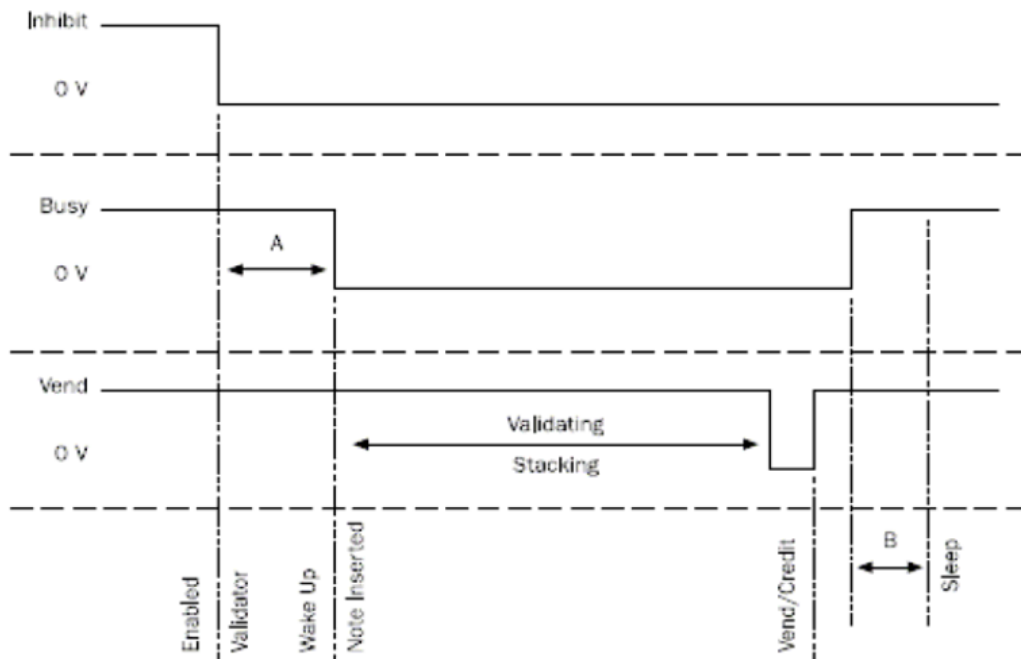 Inhibit
0 V
Busy
A
0 V
Vend
Validating
0 V
Stacking
Enabled
Validator
Wake Up
Note Inserted
Vend/Credit
B
Sleep